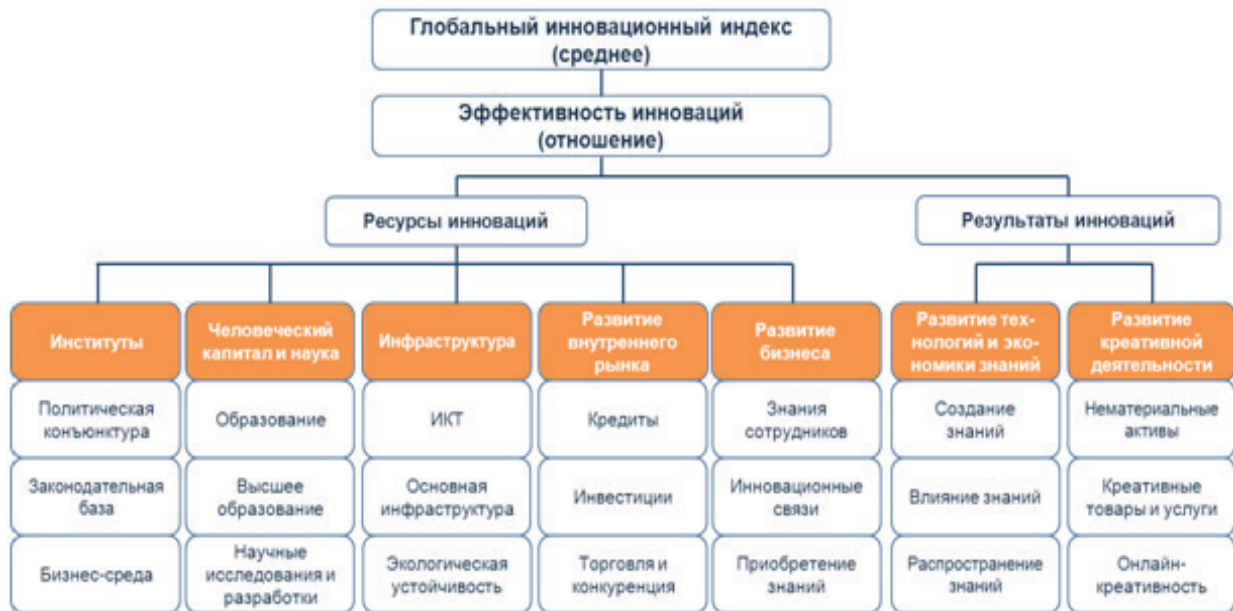 Глобальный инновационный индекс
(среднее)
Эффективность инноваций
(отношение)
Ресурсы инноваций
Результаты инноваций
Институты
Человеческий
капитал и наука
Инфраструктура
Развитие
внутреннего
рынка
Развитие
бизнеса
Развитие тех-
нологий и эко-
номики знаний
Развитие
креативной
деятельности
Политическая
конъюнктура
Образование
ИКТ
Кредиты
Знания
сотрудников
Создание
знаний
Нематериальные
активы
Законодательная
база
Высшее
образование
Основная
инфраструктура
Инвестиции
Инновационные
связи
Влияние знаний
Креативные
товары и услуги
Бизнес-среда
Научные
исследования и
разработки
Экологическая
устойчивость
Торговля и
конкуренция
Приобретение
знаний
Распространение
знаний
Онлайн-
креативность